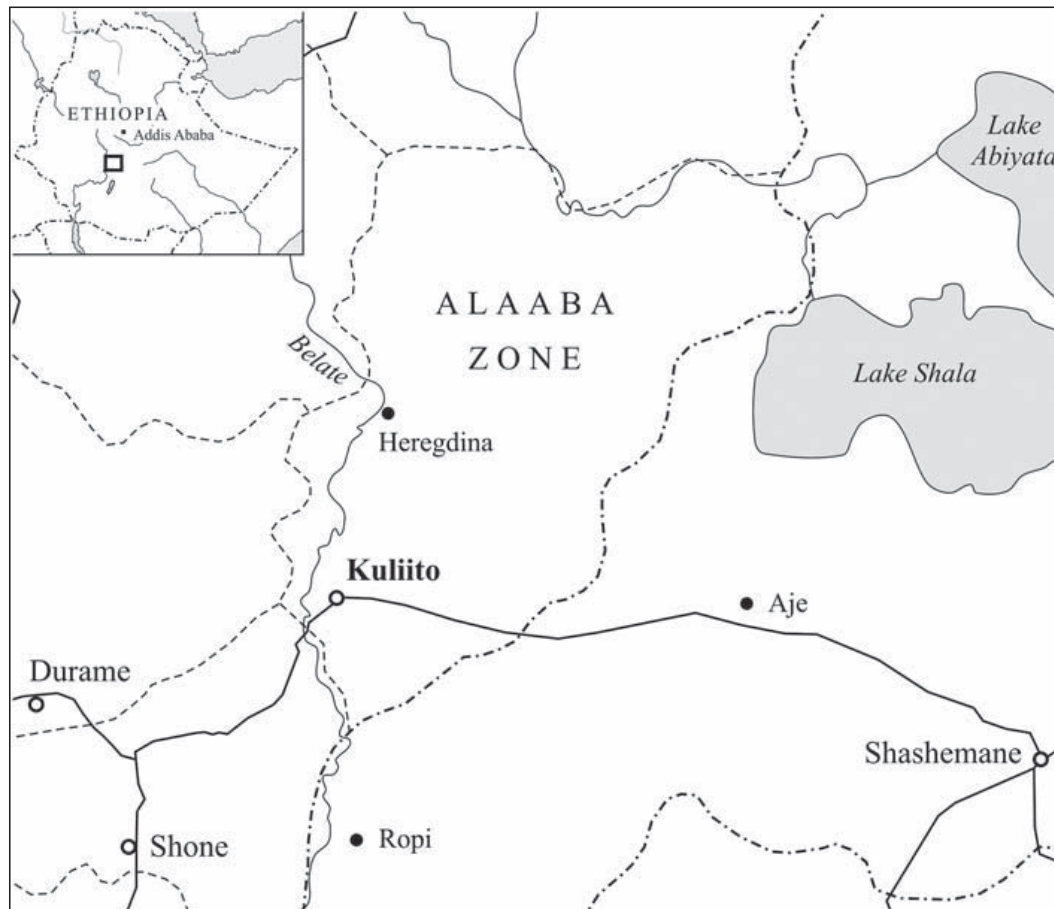 ETHIOPIA
Addis Ababa
Lake
Abiyata
ALAABA
ZONE
Belate
Lake Shala
Heregdina
Kuliito
Aje
Durame
Shashemane
Shone
Ropi